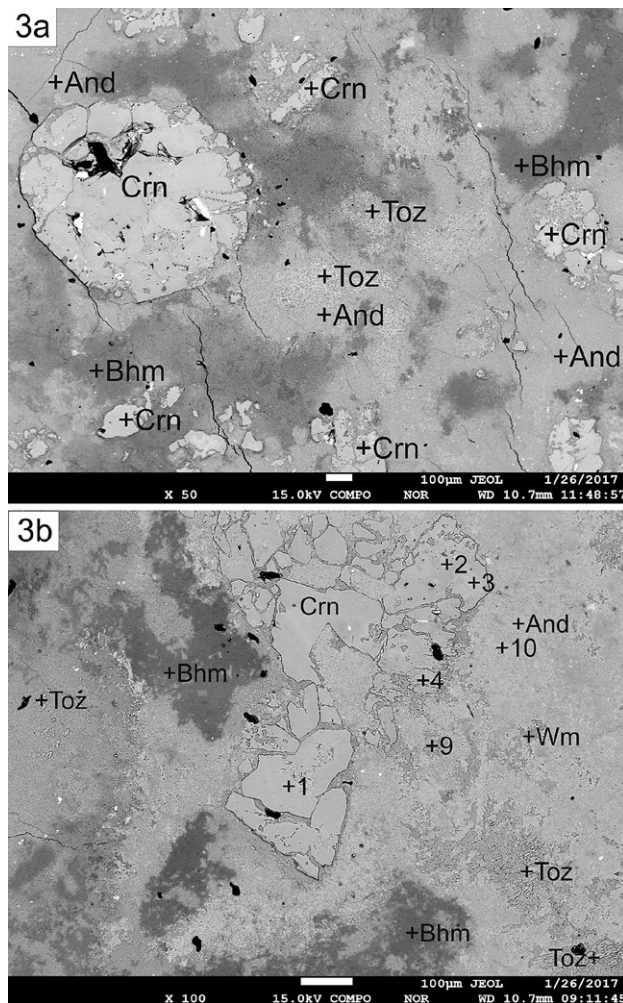 3a
+And
+Crn
Crn
+Bhm
+Toz
+Crn
+Toz
+And
+And
+Bhm
+Crn
+Crn
100µm JEOL 1/26/2017
X 50 15.0kV COMPO NOR WD 10.7mm 11:48:57
3b
+2
+3
Crn
+And
+10
+Bhm
+4
+Toz
+9
+Wm
+1
+Toz
+Bhm
Toz+
100µm JEOL 1/26/2017
X 100 15.0kV COMPO NOR WD 10.7mm 09:11:49